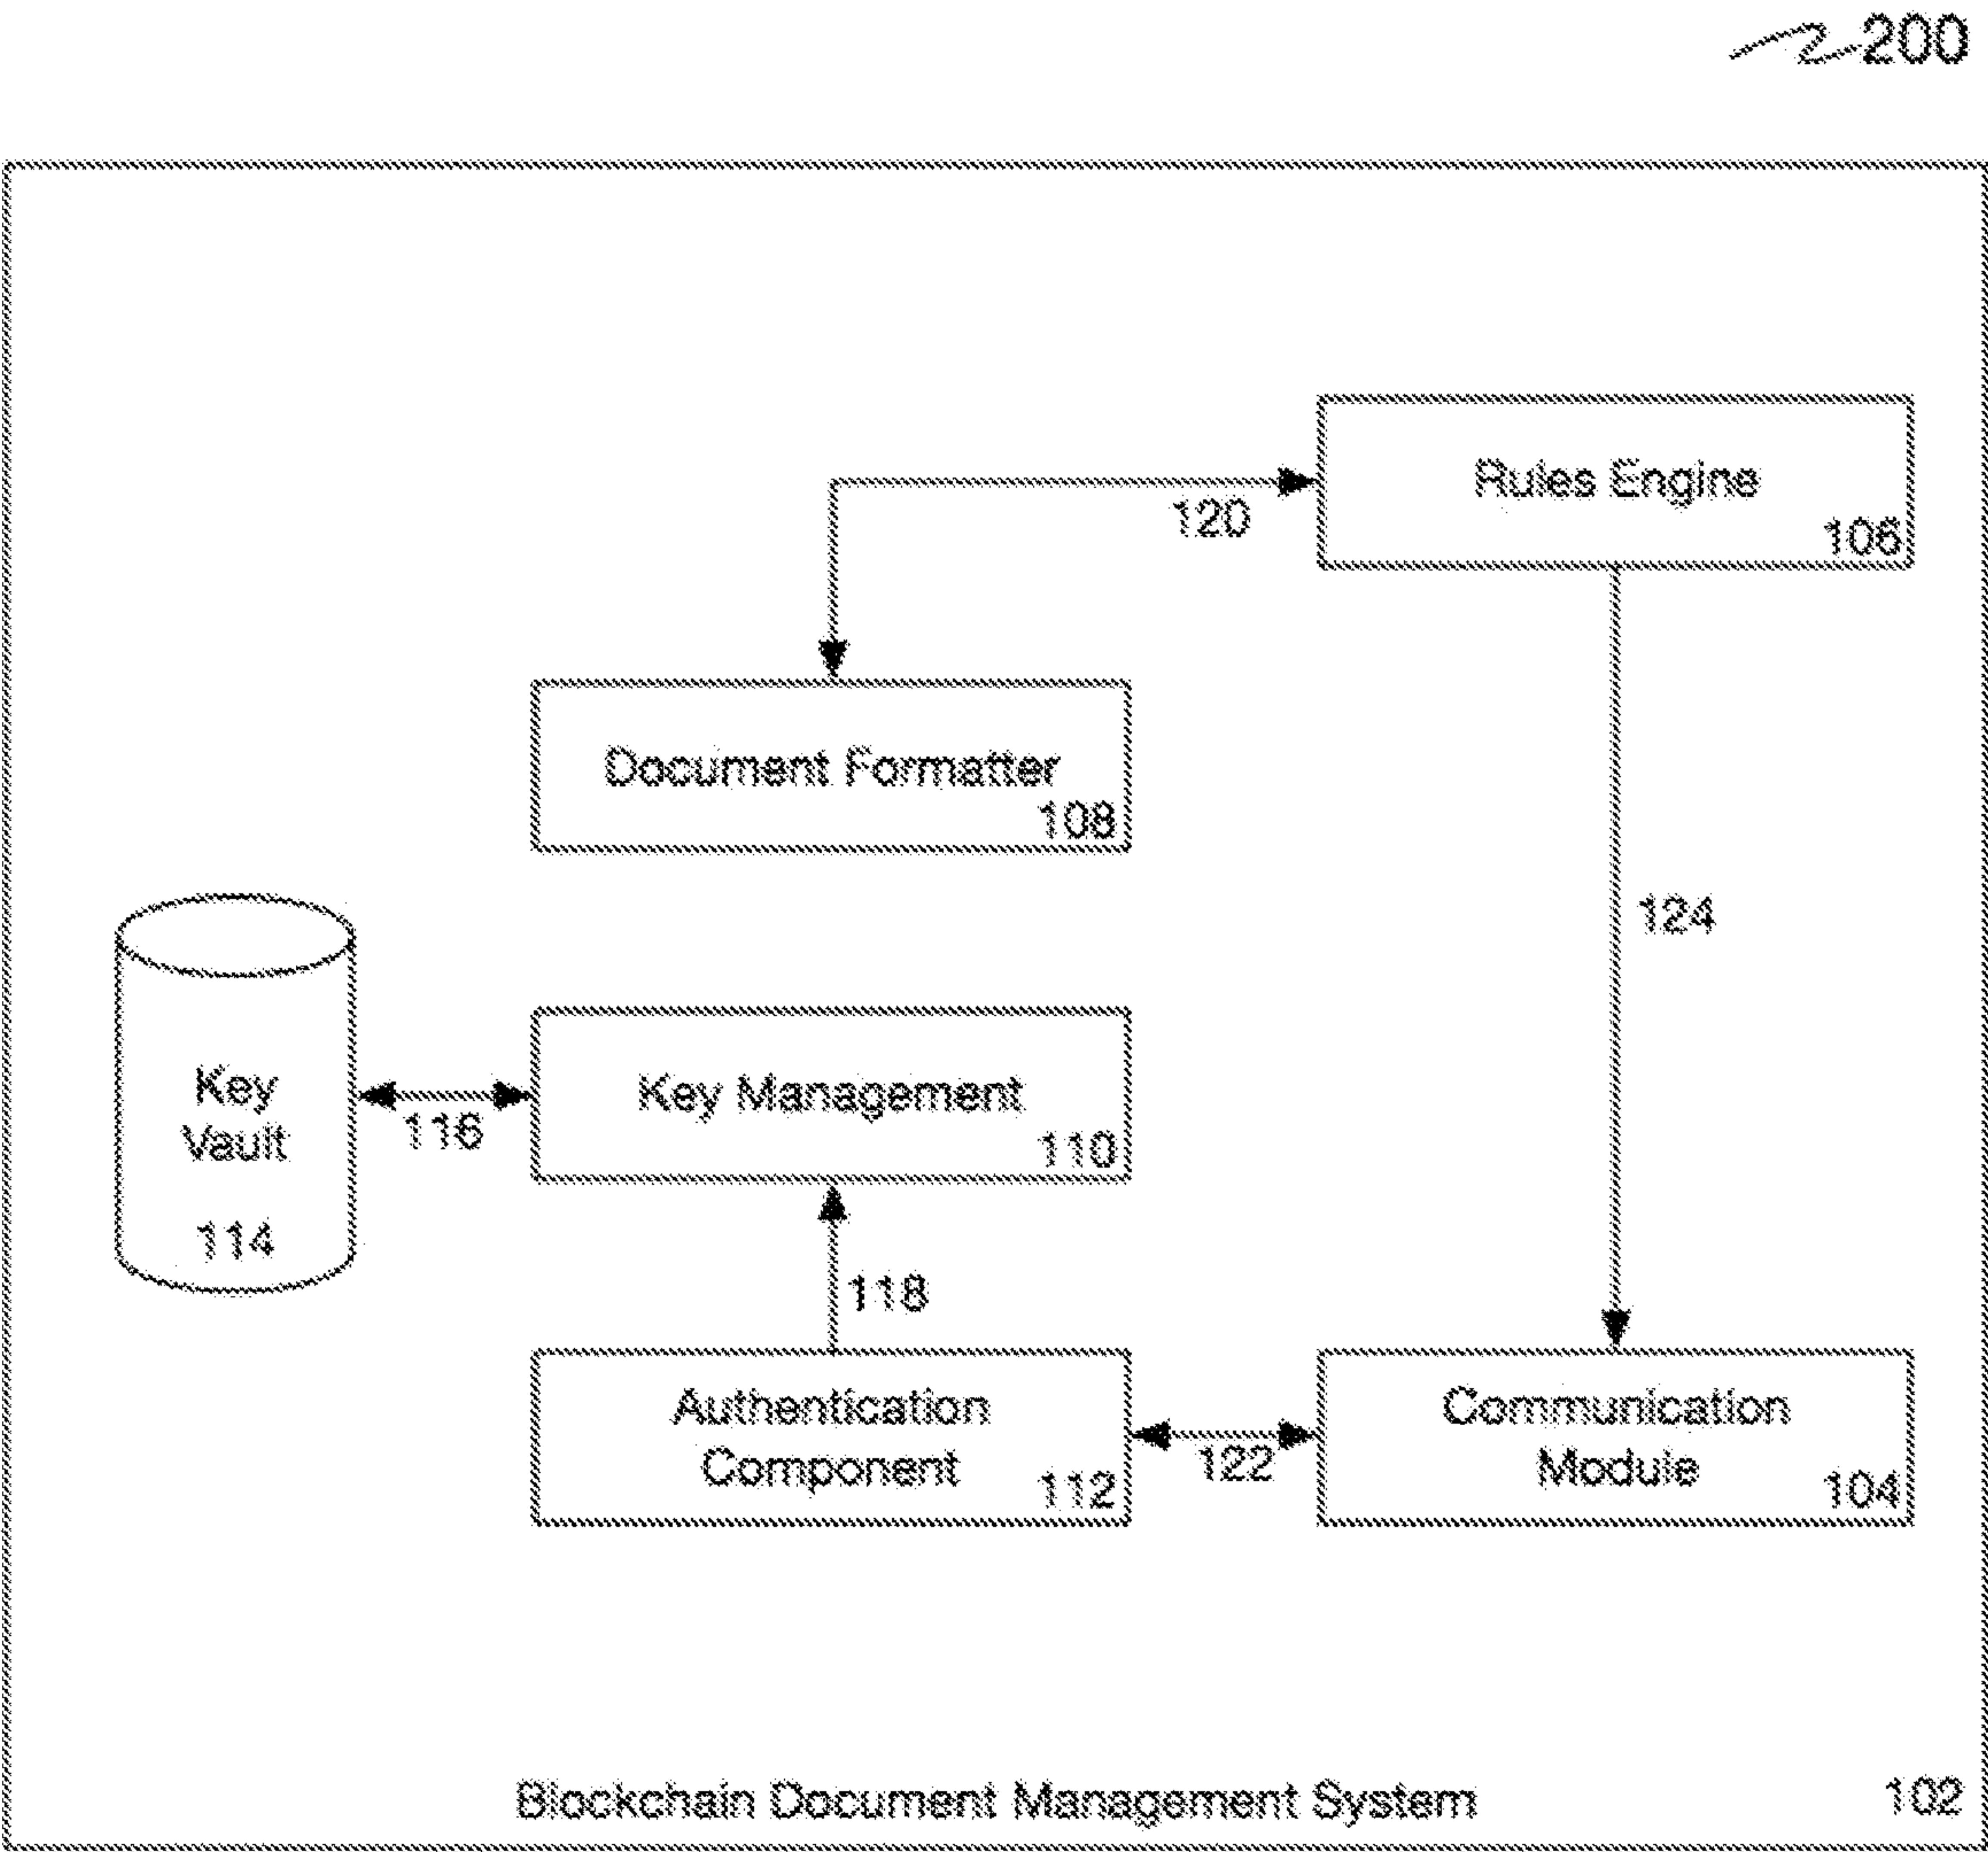 200
Rules Engine
106
120
Document Formatter
108
124
Key
Vault
114
116
Key Management
110
118
Authentication
Component
112
122
Communication
Module
104
Blockchain Document Management System
102